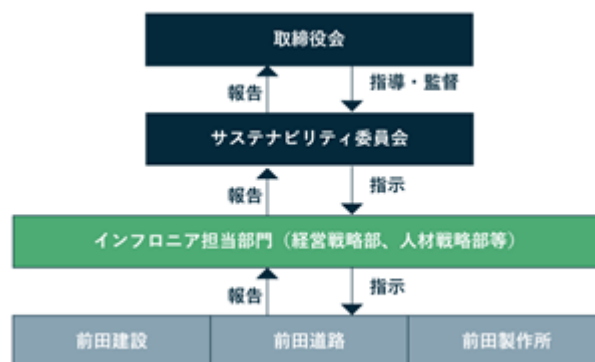 取締役会
報告
指導・監督
サステナビリティ委員会
報告
指示
インフロニア担当部門（経営戦略部、人材戦略部等）
報告
指示
前田建設
前田道路
前田製作所